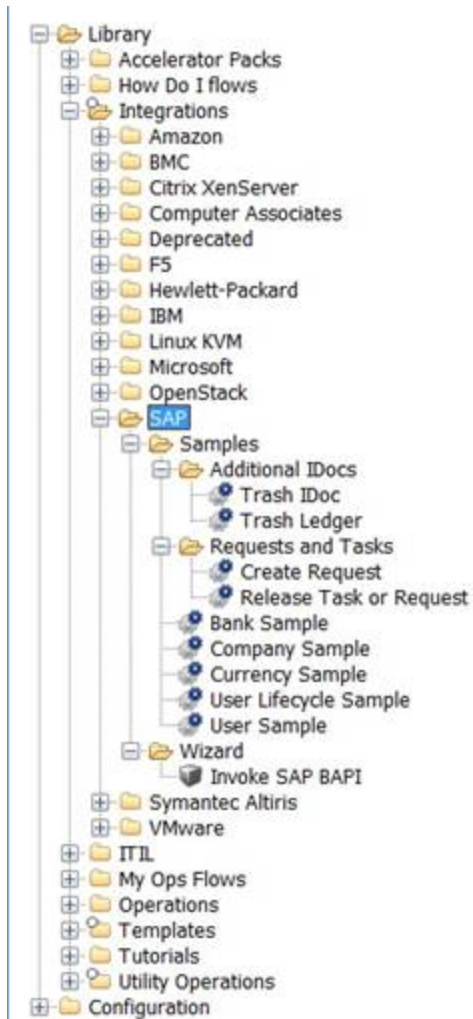 Library
Accelerator Packs
How Do I flows
Integrations
Amazon
BMC
Citrix XenServer
Computer Associates
Deprecated
F5
Hewlett-Packard
IBM
Linux KVM
Microsoft
OpenStack
SAP
Samples
Additional IDocs
Trash IDoc
Trash Ledger
Requests and Tasks
Create Request
Release Task or Request
Bank Sample
Company Sample
Currency Sample
User Lifecycle Sample
User Sample
Wizard
Invoke SAP BAPI
Symantec Altiris
VMware
ITIL
My Ops Flows
Operations
Templates
Tutorials
Utility Operations
Configuration